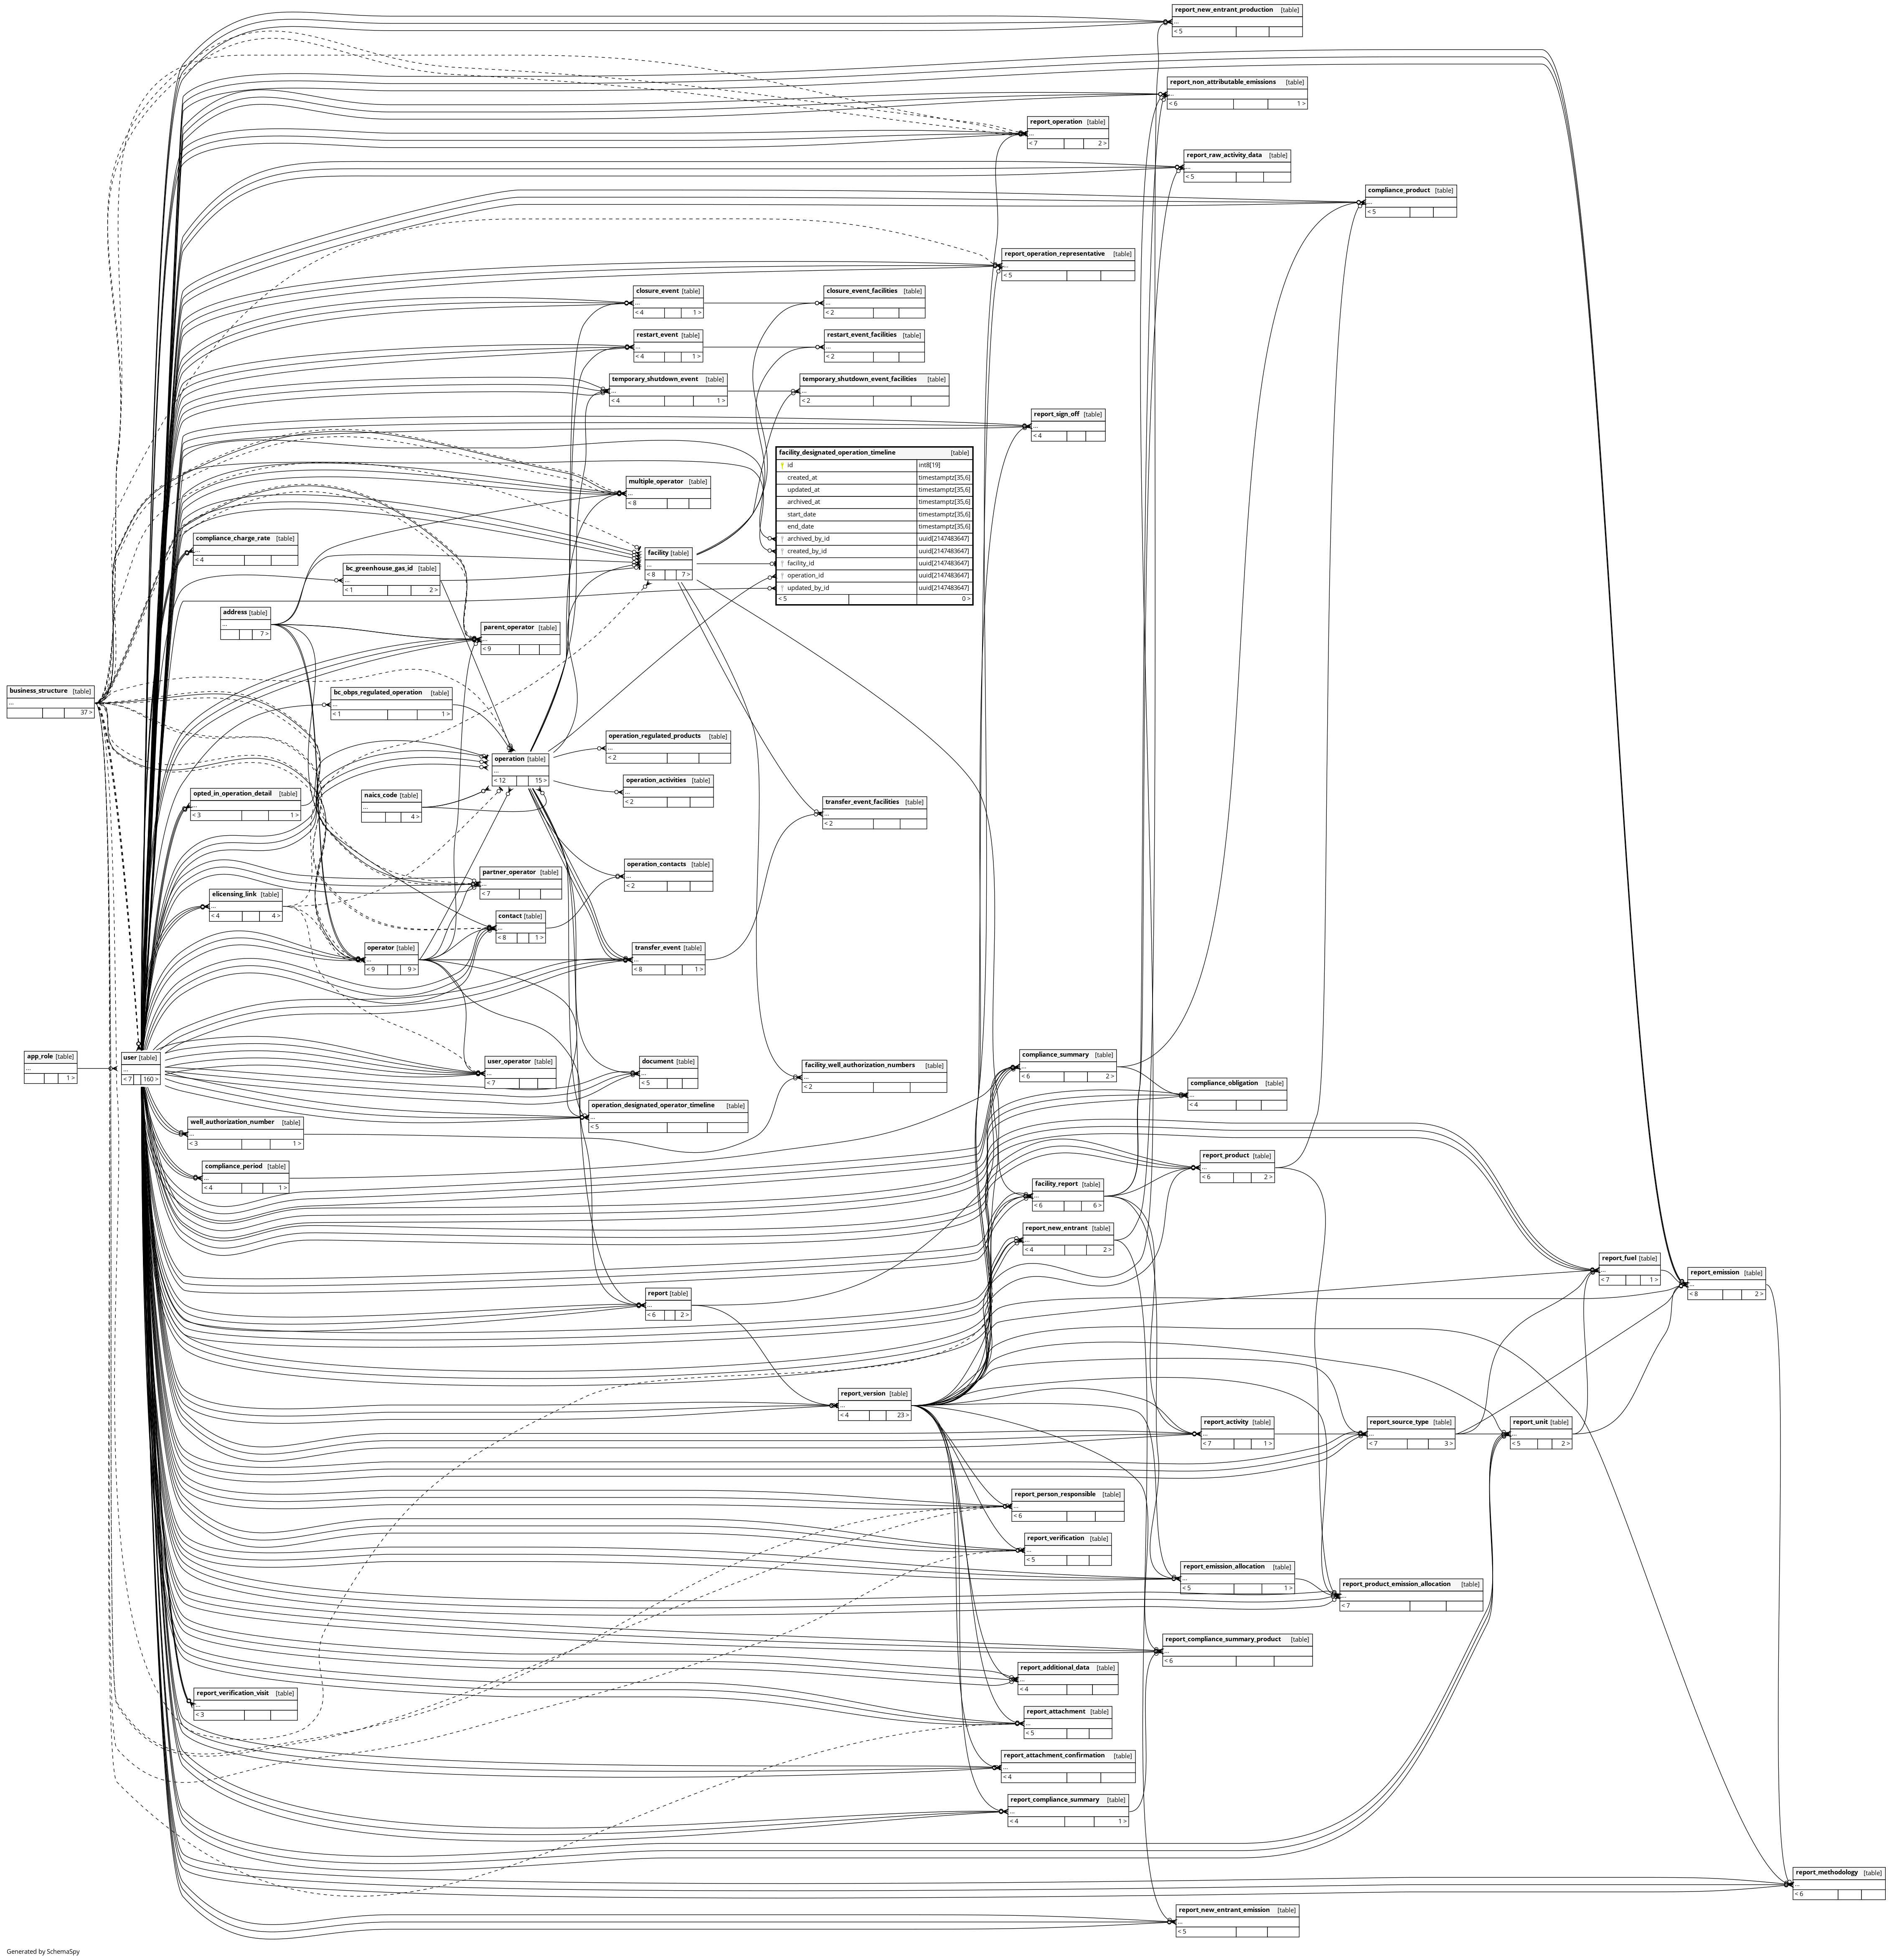 report_new_entrant_production [table]
...
< 5
report_non_attributable_emissions [table]
...
< 6 1 >
report_operation [table]
...
< 7 2 >
report_raw_activity_data [table]
...
< 5
compliance_product [table]
...
< 5
report_operation_representative [table]
...
< 5
closure_event [table]
...
< 4 1 >
closure_event_facilities [table]
...
< 2
restart_event [table]
...
< 4 1 >
restart_event_facilities [table]
...
< 2
temporary_shutdown_event [table]
...
< 4 1 >
temporary_shutdown_event_facilities [table]
...
< 2
report_sign_off [table]
...
< 4
facility_designated_operation_timeline [table]
id int8[19]
created_at timestamptz[35,6]
updated_at timestamptz[35,6]
archived_at timestamptz[35,6]
start_date timestamptz[35,6]
end_date timestamptz[35,6]
archived_by_id uuid[2147483647]
created_by_id uuid[2147483647]
facility_id uuid[2147483647]
operation_id uuid[2147483647]
updated_by_id uuid[2147483647]
< 5 0 >
multiple_operator [table]
...
< 8
compliance_charge_rate [table]
...
< 4
facility [table]
...
< 8 7 >
bc_greenhouse_gas_id [table]
...
< 1 2 >
address [table]
...
7 >
parent_operator [table]
...
< 9
business_structure [table]
...
37 >
bc_obps_regulated_operation [table]
...
< 1 1 >
operation_regulated_products [table]
...
< 2
operation [table]
...
< 12 15 >
operation_activities [table]
...
< 2
opted_in_operation_detail [table]
...
< 3 1 >
naics_code [table]
...
4 >
transfer_event_facilities [table]
...
< 2
operation_contacts [table]
...
< 2
partner_operator [table]
...
< 7
elicensing_link [table]
...
< 4 4 >
contact [table]
...
< 8 1 >
operator [table]
...
< 9 9 >
transfer_event [table]
...
< 8 1 >
app_role [table]
...
1 >
user [table]
...
< 7 160 >
user_operator [table]
...
< 7
document [table]
...
< 5
facility_well_authorization_numbers [table]
...
< 2
compliance_summary [table]
...
< 6 2 >
compliance_obligation [table]
...
< 4
operation_designated_operator_timeline [table]
...
< 5
well_authorization_number [table]
...
< 3 1 >
compliance_period [table]
...
< 4 1 >
report_product [table]
...
< 6 2 >
facility_report [table]
...
< 6 6 >
report_new_entrant [table]
...
< 4 2 >
report_fuel [table]
...
< 7 1 >
report_emission [table]
...
< 8 2 >
report [table]
...
< 6 2 >
report_version [table]
...
< 4 23 >
report_activity [table]
...
< 7 1 >
report_source_type [table]
...
< 7 3 >
report_unit [table]
...
< 5 2 >
report_person_responsible [table]
...
< 6
report_verification [table]
...
< 5
report_emission_allocation [table]
...
< 5 1 >
report_product_emission_allocation [table]
...
< 7
report_compliance_summary_product [table]
...
< 6
report_additional_data [table]
...
< 4
report_verification_visit [table]
...
< 3
report_attachment [table]
...
< 5
report_attachment_confirmation [table]
...
< 4
report_compliance_summary [table]
...
< 4 1 >
report_methodology [table]
...
< 6
report_new_entrant_emission [table]
...
< 5
Generated by SchemaSpy